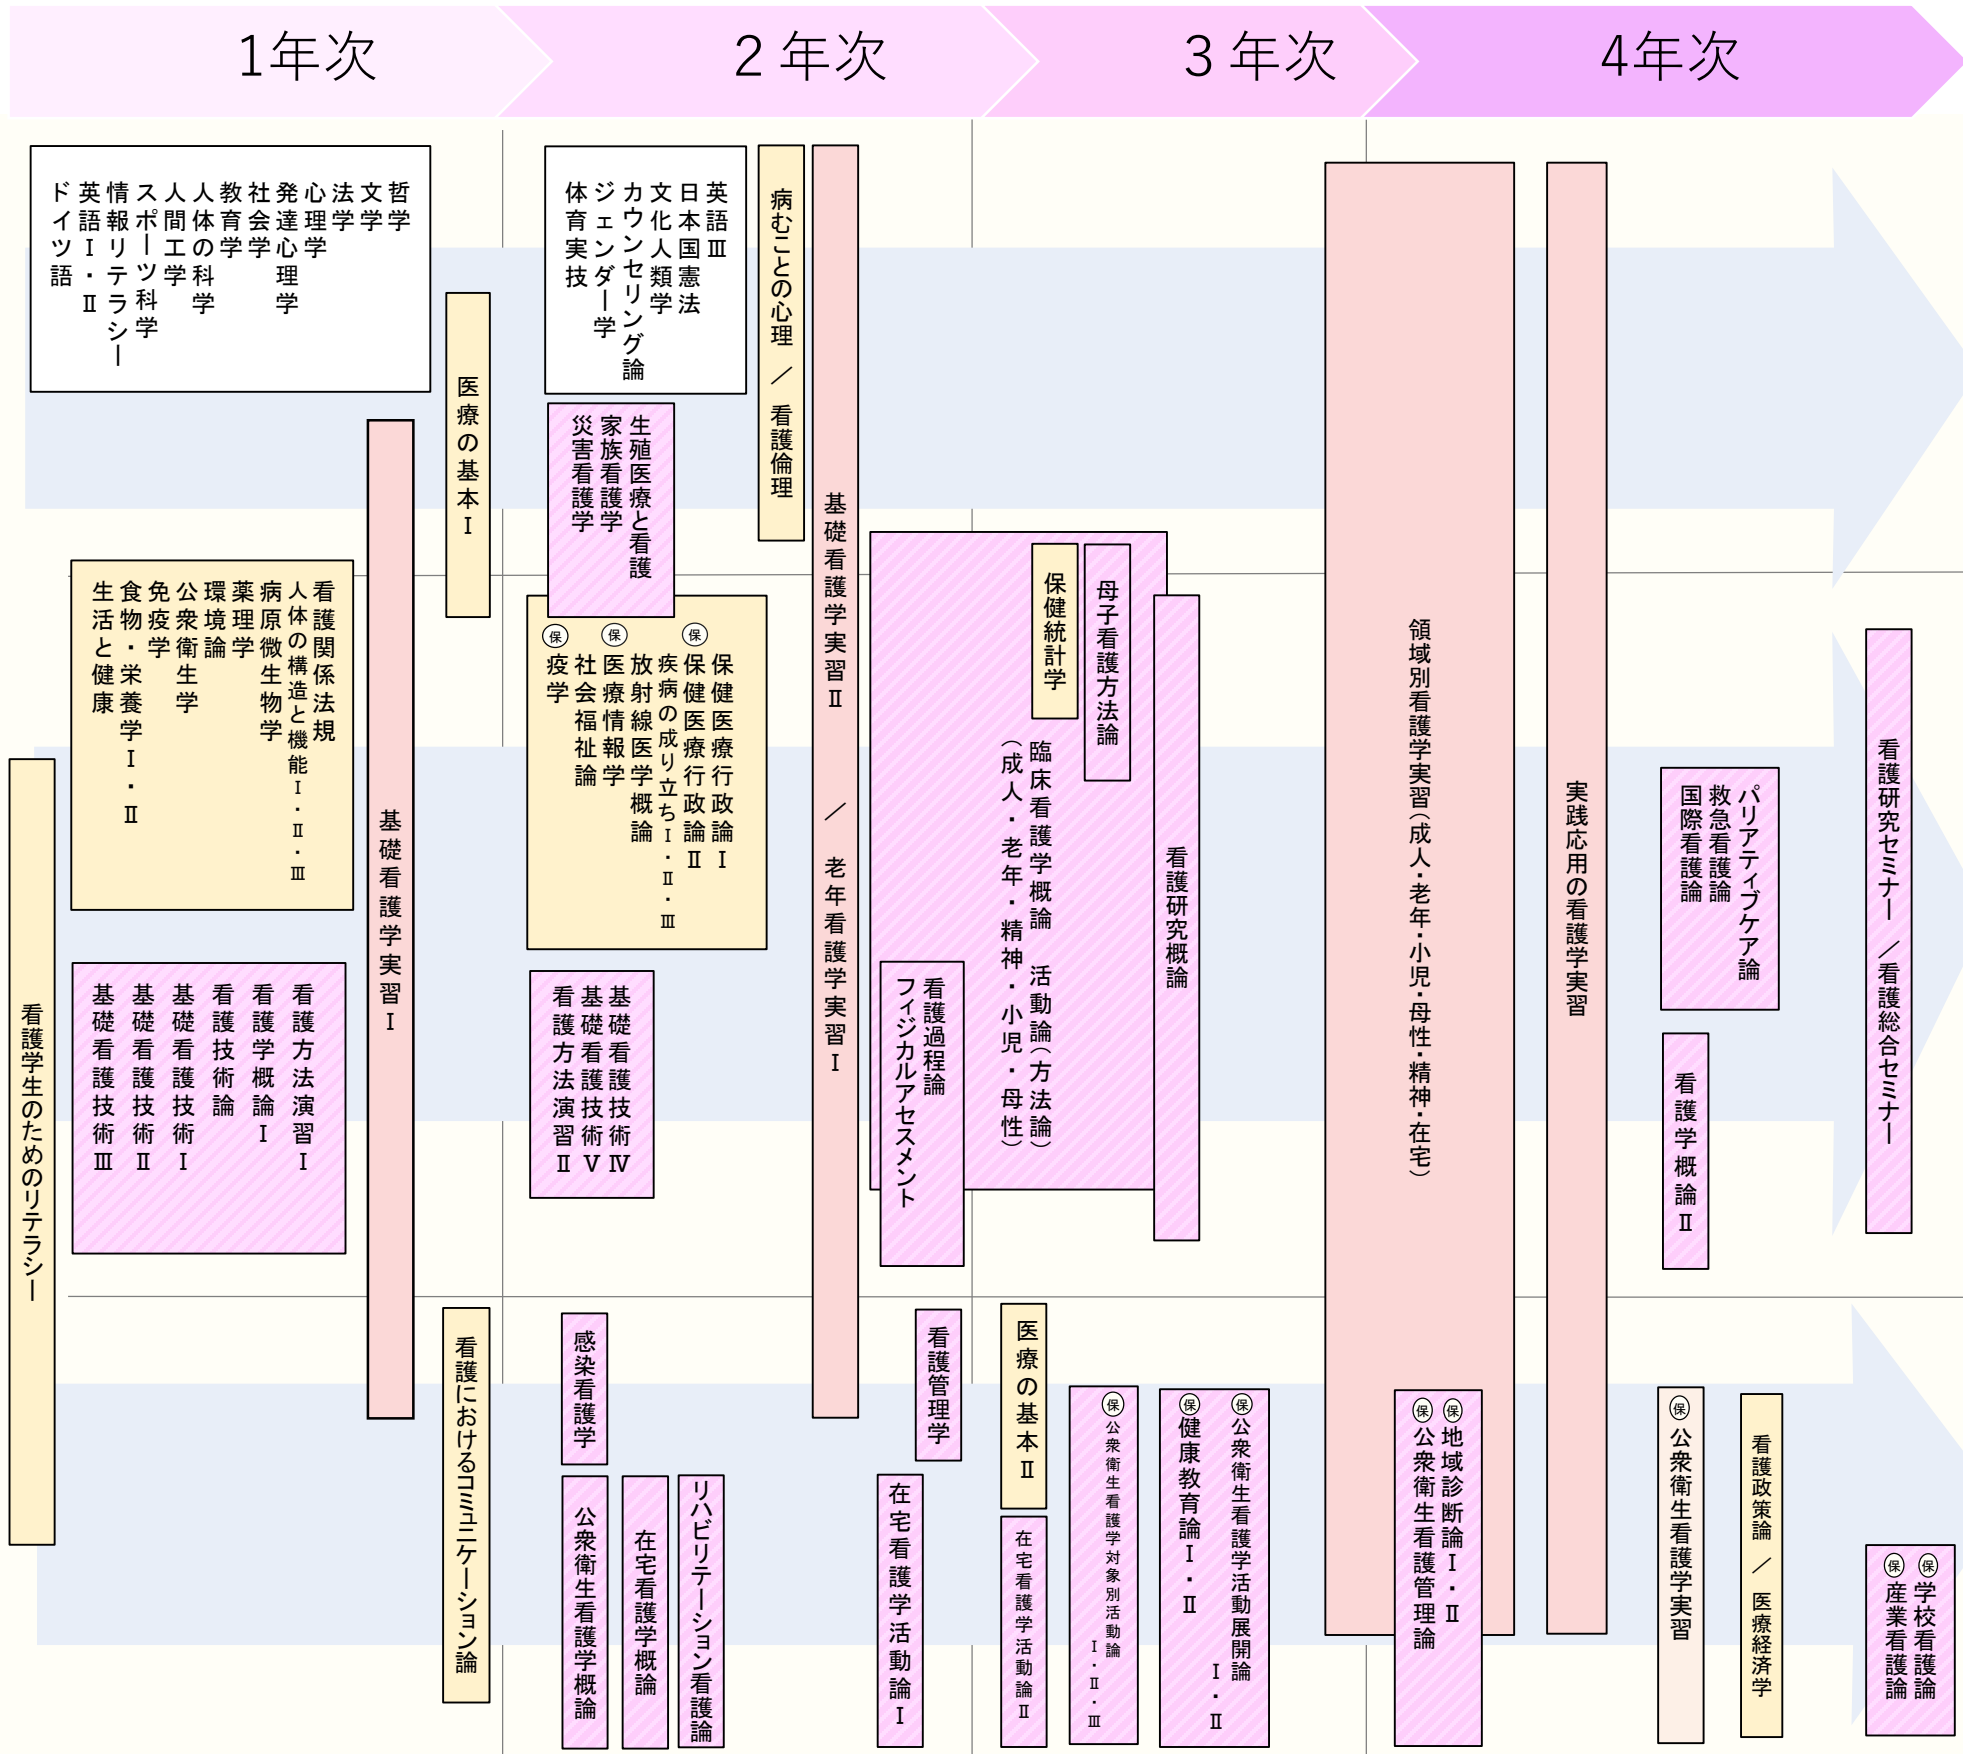 1年次
２年次
３年次
4年次
哲学
文学
法学
心理学
発達心理学
社会学
教育学
人体の科学
人間工学
スポーツ科学
情報リテラシー
英語Ⅰ・Ⅱ
ドイツ語
医療の基本Ⅰ
基礎看護学実習Ⅰ
看護関係法規
人体の構造と機能Ⅰ・Ⅱ・Ⅲ
病原微生物学
薬理学
環境論
公衆衛生学
免疫学
食物・栄養学Ⅰ・Ⅱ
生活と健康
看護方法演習Ⅰ
看護学概論Ⅰ
看護技術論
基礎看護技術Ⅰ
基礎看護技術Ⅱ
基礎看護技術Ⅲ
看護学生のためのリテラシー
看護におけるコミュニケーション論
英語Ⅲ
日本国憲法
文化人類学
カウンセリング論
ジェンダー学
体育実技
病むことの心理 ／ 看護倫理
生殖医療と看護
家族看護学
災害看護学
保健医療行政論Ⅰ
保 保健医療行政論Ⅱ
疾病の成り立ちⅠ・Ⅱ・Ⅲ
放射線医学概論
保 医療情報学
社会福祉論
保 疫学
基礎看護技術Ⅳ
基礎看護技術Ⅴ
看護方法演習Ⅱ
基礎看護学実習Ⅱ ／ 老年看護学実習Ⅰ
感染看護学
公衆衛生看護学概論
在宅看護学概論
リハビリテーション看護論
保健統計学
母子看護方法論
臨床看護学概論 活動論（方法論）
（成人・老年・精神・小児・母性）
看護過程論
フィジカルアセスメント
看護研究概論
看護管理学
在宅看護学活動論Ⅰ
医療の基本Ⅱ
在宅看護学活動論Ⅱ
保 公衆衛生看護学対象別活動論
Ⅰ・Ⅱ・Ⅲ
保 公衆衛生看護学活動展開論
Ⅰ・Ⅱ
保 健康教育論Ⅰ・Ⅱ
領域別看護学実習（成人・老年・小児・母性・精神・在宅）
保 地域診断論Ⅰ・Ⅱ
保 公衆衛生看護管理論
実践応用の看護学実習
パリアティブケア論
救急看護論
国際看護論
看護学概論Ⅱ
看護研究セミナー ／看護総合セミナー
保 公衆衛生看護学実習
看護政策論 ／ 医療経済学
保 学校看護論
保 産業看護論